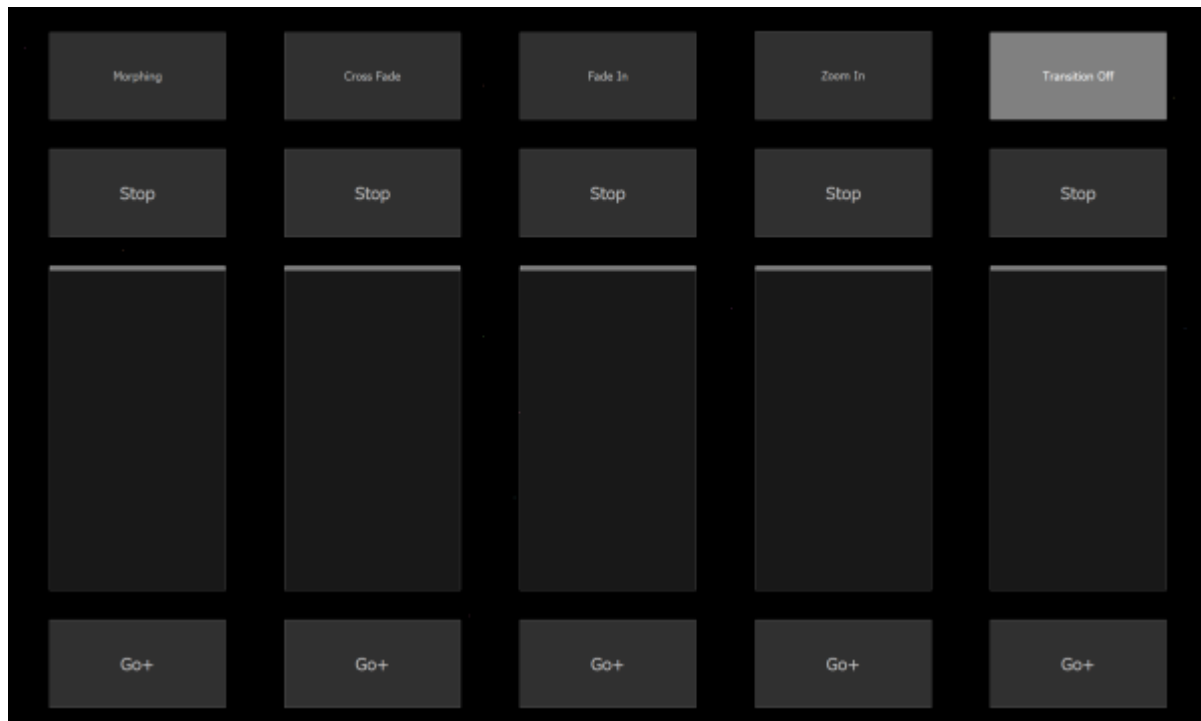 Morphing
Cross Fade
Fade In
Zoom In
Transition Off
Stop
Stop
Stop
Stop
Stop
Go+
Go+
Go+
Go+
Go+